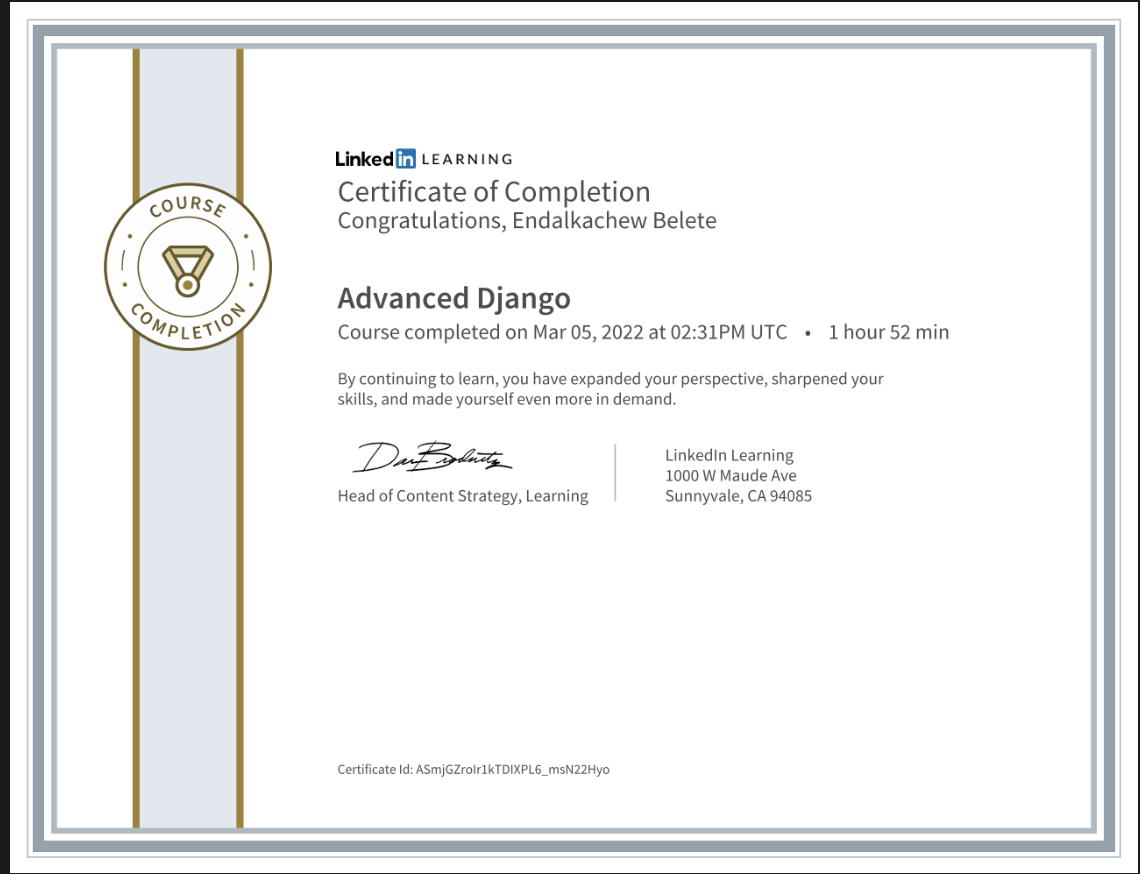 COURSE
COMPLETION
Linked in LEARNING
Certificate of Completion
Congratulations, Endalkachew Belete
Advanced Django
Course completed on Mar 05, 2022 at 02:31PM UTC • 1 hour 52 min
By continuing to learn, you have expanded your perspective, sharpened your
skills, and made yourself even more in demand.
Head of Content Strategy, Learning
LinkedIn Learning
1000 W Maude Ave
Sunnyvale, CA 94085
Certificate Id: ASmjGZroIr1kTDIXPL6_msN22Hyo